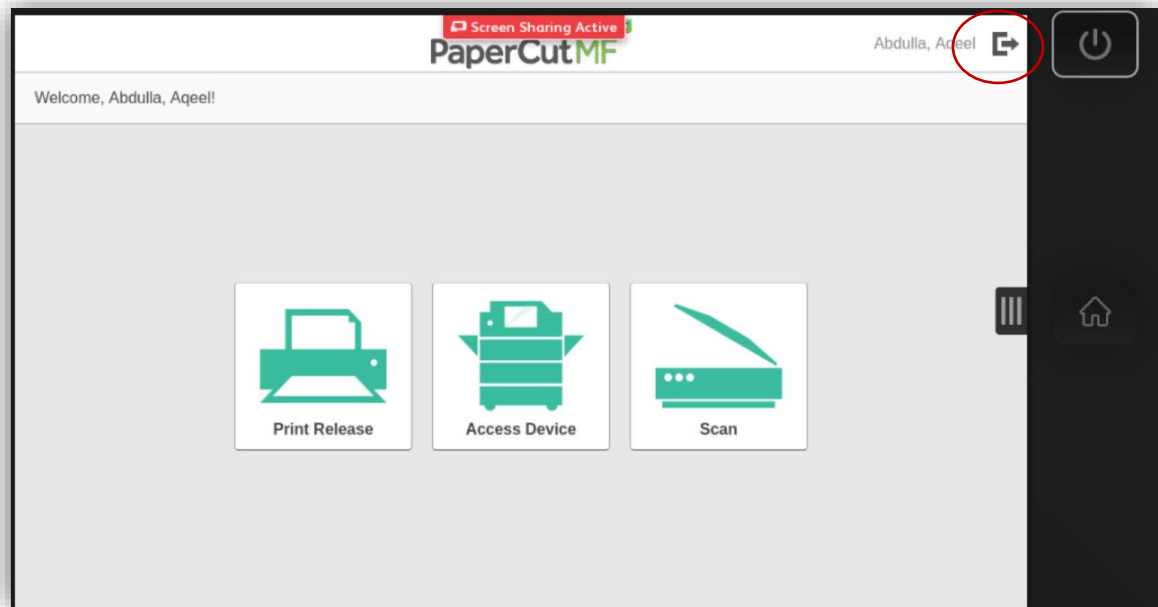 Screen Sharing Active
PaperCutMF
Abdulla, Aqeel
Welcome, Abdulla, Aqeel!
Print Release
Access Device
Scan